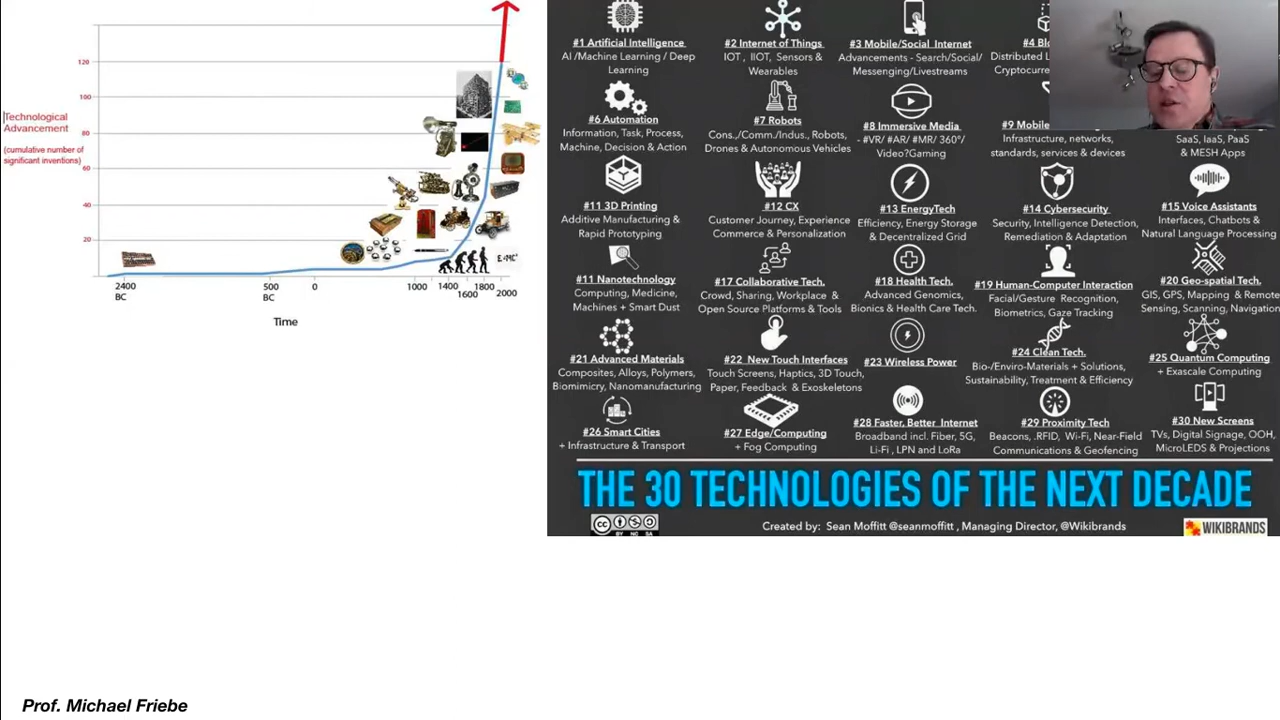 Technological
Advancement
(cumulative number of
significant inventions)
120
100
80
60
40
20
2400
BC
500
BC
0
1000
1400
1600
1800
2000
Time
E=MC²
#1 Artificial Intelligence
AI /Machine Learning / Deep
Learning
#2 Internet of Things
IOT , IIOT, Sensors &
Wearables
#3 Mobile/Social Internet
Advancements - Search/Social/
Messenging/Livestreams
#4 Blo
Distributed L
Cryptocurre
#6 Automation
Information, Task, Process,
Machine, Decision & Action
#7 Robots
Cons.,/Comm./Indus., Robots,
Drones & Autonomous Vehicles
#8 Immersive Media
- #VR/ #AR/ #MR/ 360°/
Video?Gaming
#9 Mobile
Infrastructure, networks,
standards, services & devices
SaaS, IaaS, PaaS
& MESH Apps
#11 3D Printing
Additive Manufacturing &
Rapid Prototyping
#12 CX
Customer Journey, Experience
Commerce & Personalization
#13 EnergyTech
Efficiency, Energy Storage
& Decentralized Grid
#14 Cybersecurity
Security, Intelligence Detection,
Remediation & Adaptation
#15 Voice Assistants
Interfaces, Chatbots &
Natural Language Processing
#11 Nanotechnology
Computing, Medicine,
Machines + Smart Dust
#17 Collaborative Tech.
Crowd, Sharing, Workplace &
Open Source Platforms & Tools
#18 Health Tech.
Advanced Genomics,
Bionics & Health Care Tech.
#19 Human-Computer Interaction
Facial/Gesture Recognition,
Biometrics, Gaze Tracking
#20 Geo-spatial Tech.
GIS, GPS, Mapping & Remote
Sensing, Scanning, Navigation
#21 Advanced Materials
Composites, Alloys, Polymers,
Biomimicry, Nanomanufacturing
#22 New Touch Interfaces
Touch Screens, Haptics, 3D Touch,
Paper, Feedback & Exoskeletons
#23 Wireless Power
#24 Clean Tech.
Bio-/Enviro-Materials + Solutions,
Sustainability, Treatment & Efficiency
#25 Quantum Computing
+ Exascale Computing
#26 Smart Cities
+ Infrastructure & Transport
#27 Edge/Computing
+ Fog Computing
#28 Faster, Better Internet
Broadband incl. Fiber, 5G,
Li-Fi , LPN and LoRa
#29 Proximity Tech
Beacons, .RFID, Wi-Fi, Near-Field
Communications & Geofencing
#30 New Screens
TVs, Digital Signage, OOH,
MicroLEDS & Projections
THE 30 TECHNOLOGIES OF THE NEXT DECADE
cc BY NC SA
Created by: Sean Moffitt @seanmoffitt , Managing Director, @Wikibrands
WIKIBRANDS
Prof. Michael Friebe